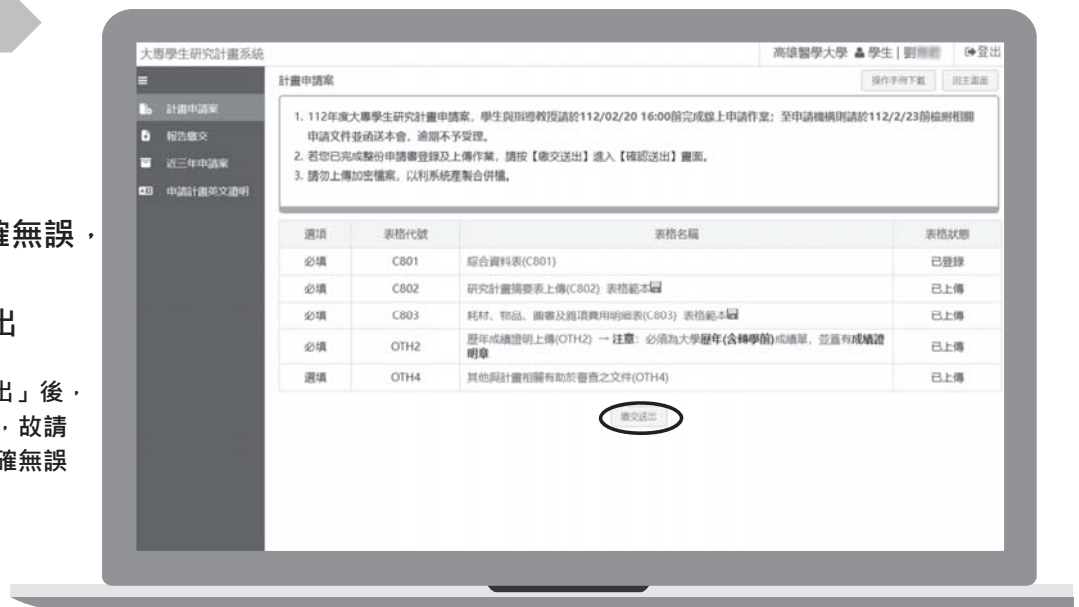 確無誤，
出
出」後，
，故請
確無誤
大專學生研究計畫系統
高雄醫學大學 學生 | 劉
登出
計畫申請案
報告繳交
近三年申請案
申請計畫英文證明
計畫申請案
操作手冊下載 回主畫面
1. 112年度大專學生研究計畫申請案，學生與指導教授請於112/02/20 16:00前完成線上申請作業；至申請機構則請於112/2/23前檢附相關
申請文件並函送本會，逾期不予受理。
2. 若您已完成整份申請書登錄及上傳作業，請按【繳交送出】進入【確認送出】畫面。
3. 請勿上傳加密檔案，以利系統產製合併檔。
選項 表格代號 表格名稱 表格狀態
必填 C801 綜合資料表(C801) 已登錄
必填 C802 研究計畫摘要表上傳(C802) 表格範本 已上傳
必填 C803 耗材、物品、圖書及雜項費用明細表(C803) 表格範本 已上傳
必填 OTH2 歷年成績證明上傳(OTH2) → 注意：必須為大學歷年(含轉學前)成績單，並蓋有成績證
明章 已上傳
選填 OTH4 其他與計畫相關有助於審查之文件(OTH4) 已上傳
繳交送出